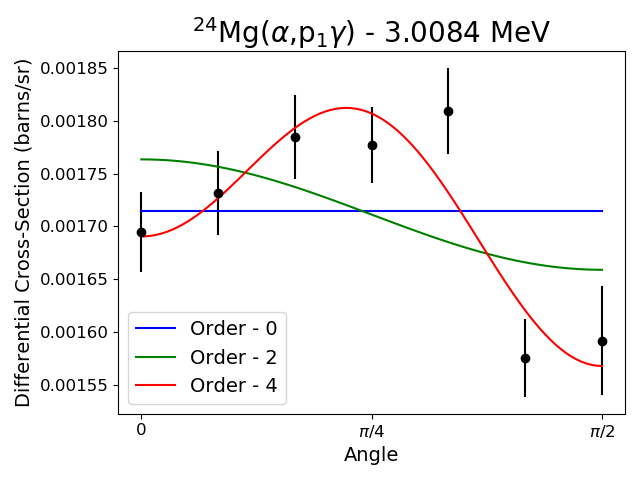 ²⁴Mg(α,p₁γ) - 3.0084 MeV
Differential Cross-Section (barns/sr)
0.00185
0.00180
0.00175
0.00170
0.00165
0.00160
0.00155
Order - 0
Order - 2
Order - 4
0 π/4 π/2
Angle